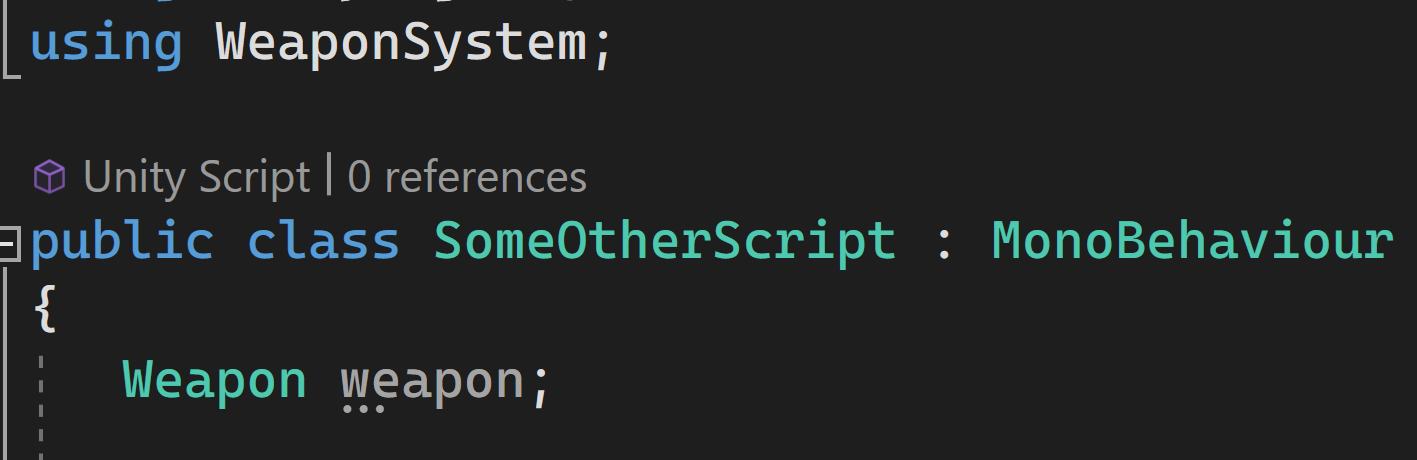 using WeaponSystem;
Unity Script | 0 references
public class SomeOtherScript : MonoBehaviour
{
Weapon weapon;